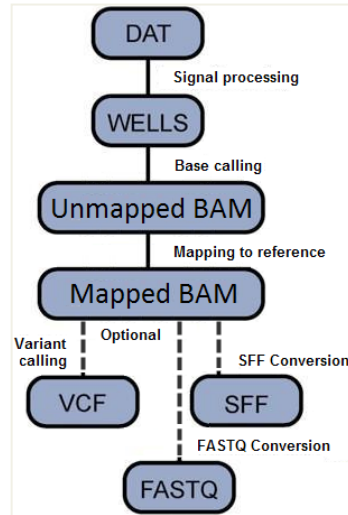 DAT
Signal processing
WELLS
Base calling
Unmapped BAM
Mapping to reference
Mapped BAM
Variant
calling
Optional
SFF Conversion
VCF
SFF
FASTQ Conversion
FASTQ